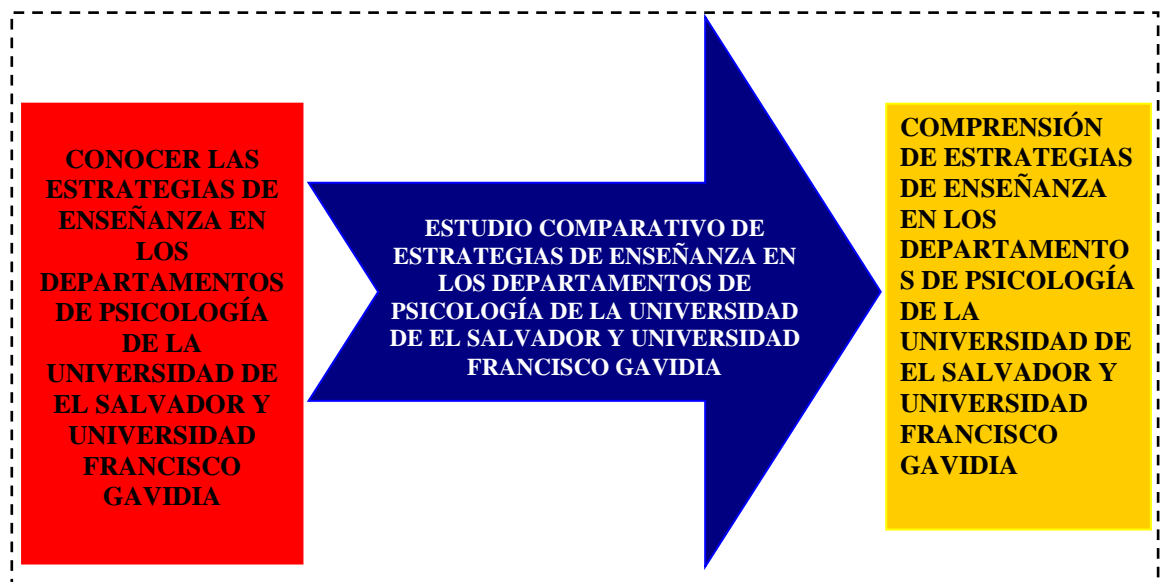 CONOCER LAS
ESTRATEGIAS DE
ENSEÑANZA EN
LOS
DEPARTAMENTOS
DE PSICOLOGÍA
DE LA
UNIVERSIDAD DE
EL SALVADOR Y
UNIVERSIDAD
FRANCISCO
GAVIDIA
ESTUDIO COMPARATIVO DE
ESTRATEGIAS DE ENSEÑANZA EN
LOS DEPARTAMENTOS DE
PSICOLOGÍA DE LA UNIVERSIDAD
DE EL SALVADOR Y UNIVERSIDAD
FRANCISCO GAVIDIA
COMPRENSIÓN
DE ESTRATEGIAS
DE ENSEÑANZA
EN LOS
DEPARTAMENTO
S DE PSICOLOGÍA
DE LA
UNIVERSIDAD DE
EL SALVADOR Y
UNIVERSIDAD
FRANCISCO
GAVIDIA